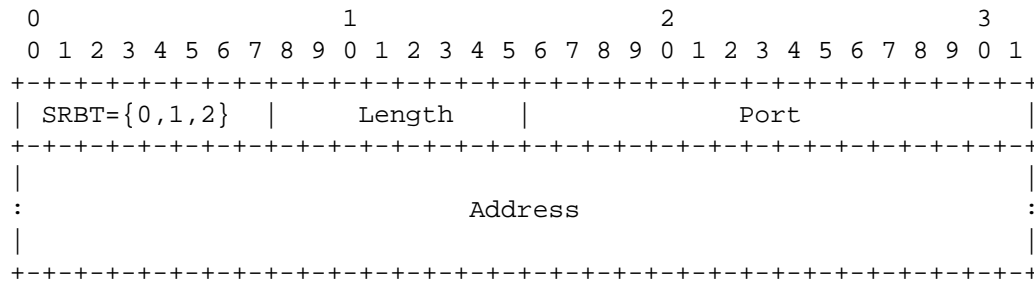 0                   1                   2                   3
 0 1 2 3 4 5 6 7 8 9 0 1 2 3 4 5 6 7 8 9 0 1 2 3 4 5 6 7 8 9 0 1
+-+-+-+-+-+-+-+-+-+-+-+-+-+-+-+-+-+-+-+-+-+-+-+-+-+-+-+-+-+-+-+-+
| SRBT={0,1,2}  |    Length     |             Port              |
+-+-+-+-+-+-+-+-+-+-+-+-+-+-+-+-+-+-+-+-+-+-+-+-+-+-+-+-+-+-+-+-+
|                                                               |
:                            Address                            :
|                                                               |
+-+-+-+-+-+-+-+-+-+-+-+-+-+-+-+-+-+-+-+-+-+-+-+-+-+-+-+-+-+-+-+-+